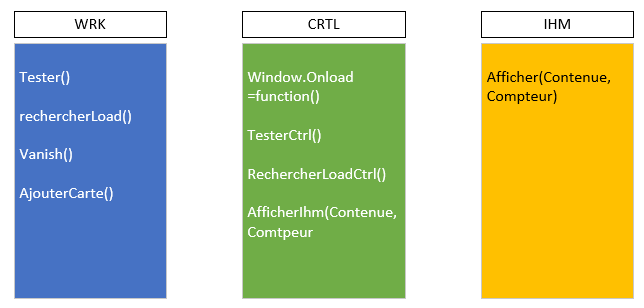 WRK
Tester()
rechercherLoad()
Vanish()
AjouterCarte()
CRTL
Window.Onload
=function()
TesterCtrl()
RechercherLoadCtrl()
AfficherIhm(Contenue,
Comtpeur
IHM
Afficher(Contenue,
Compteur)